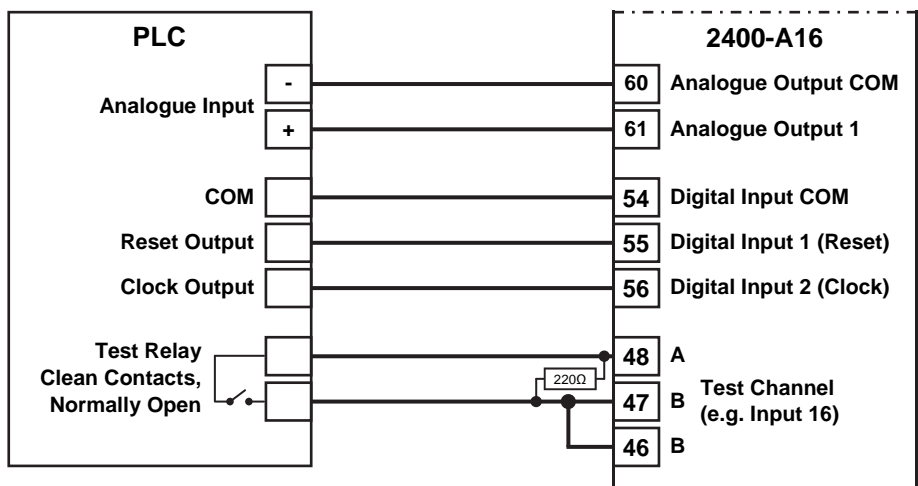 PLC
2400-A16
Analogue Input
-
+
60 Analogue Output COM
61 Analogue Output 1
COM
54 Digital Input COM
Reset Output
55 Digital Input 1 (Reset)
Clock Output
56 Digital Input 2 (Clock)
Test Relay
Clean Contacts,
Normally Open
220Ω
48 A
47 B
46 B
Test Channel
(e.g. Input 16)